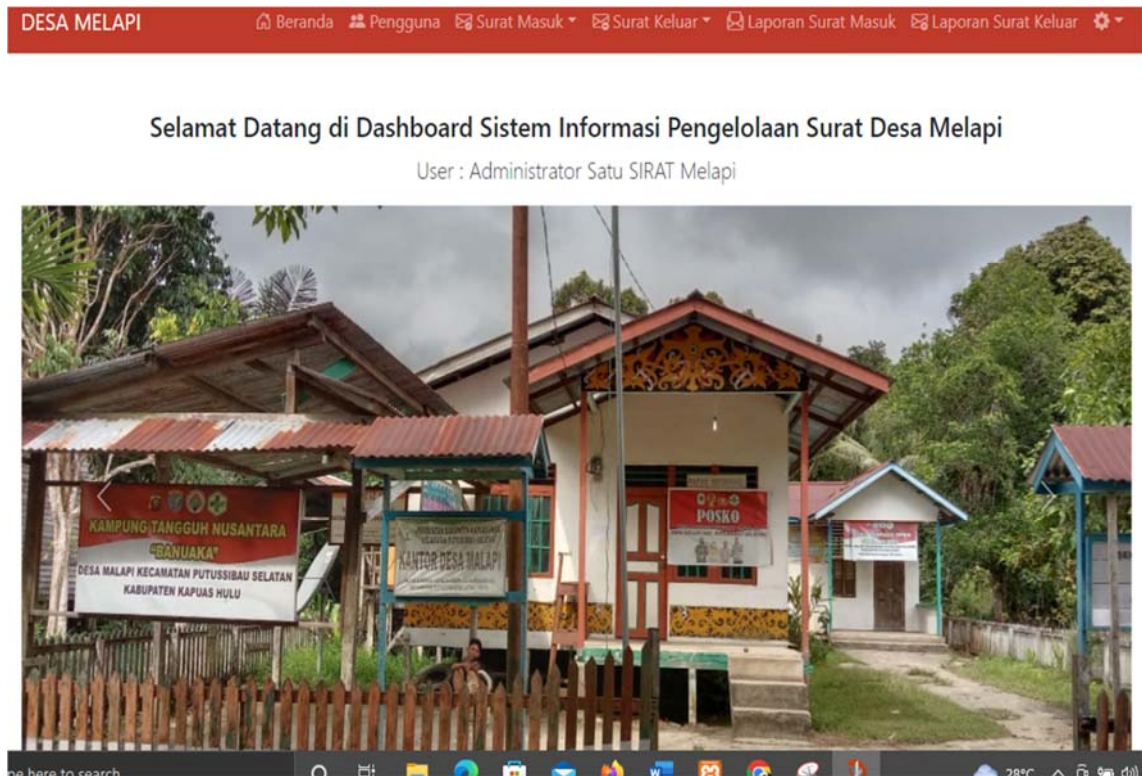 DESA MELAPI
Beranda Pengguna Surat Masuk Surat Keluar Laporan Surat Masuk Laporan Surat Keluar
Selamat Datang di Dashboard Sistem Informasi Pengelolaan Surat Desa Melapi
User : Administrator Satu SIRAT Melapi
KAMPUNG TANGGUH NUSANTARA
"BANUAKA"
DESA MALAPI KECAMATAN PUTUSSIBAU SELATAN
KABUPATEN KAPUAS HULU
KANTOR DESA MALAPI
POSKO
pe here to search
28°C